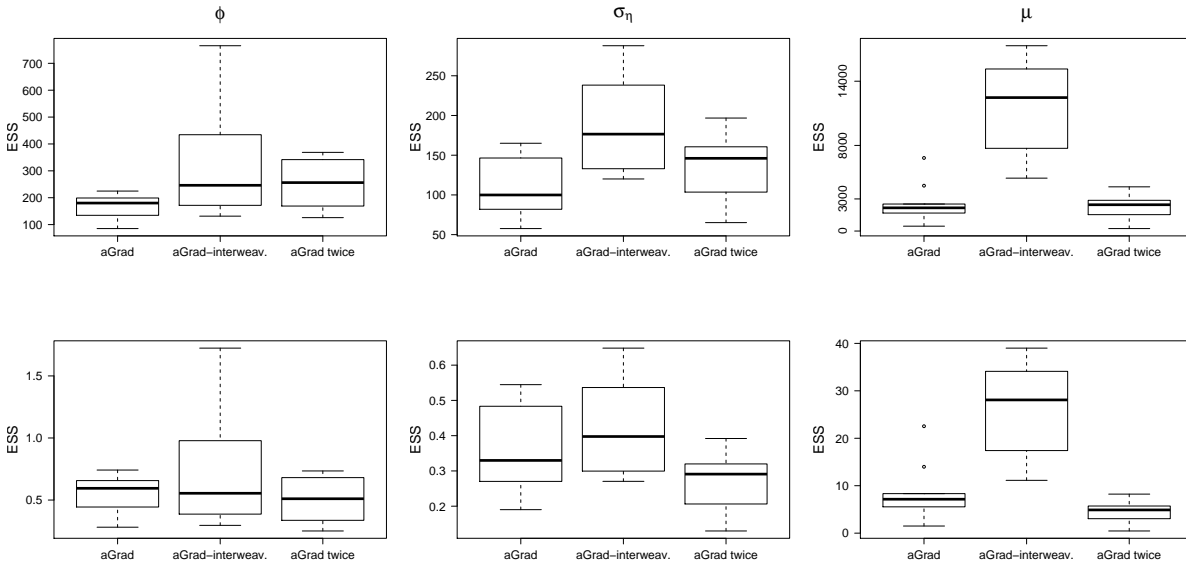 ϕ
ση
μ
ESS
700
600
500
400
300
200
100
aGrad
aGrad−interweav.
aGrad twice
ESS
250
200
150
100
50
aGrad
aGrad−interweav.
aGrad twice
ESS
14000
8000
3000
0
aGrad
aGrad−interweav.
aGrad twice
ESS
1.5
1.0
0.5
aGrad
aGrad−interweav.
aGrad twice
ESS
0.6
0.5
0.4
0.3
0.2
aGrad
aGrad−interweav.
aGrad twice
ESS
40
30
20
10
0
aGrad
aGrad−interweav.
aGrad twice